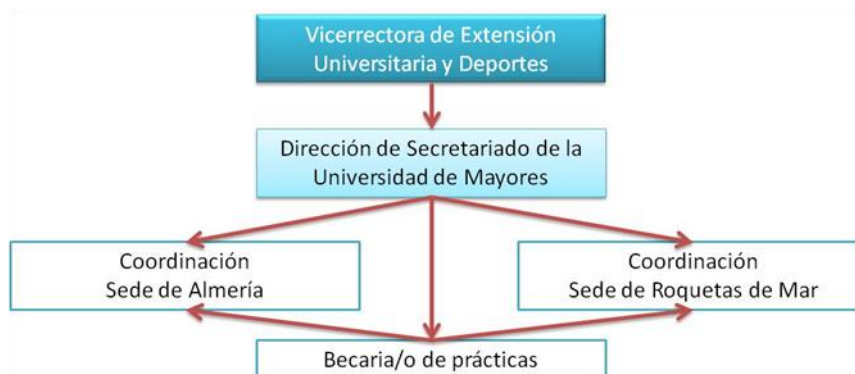 Vicerrectora de Extensión
Universitaria y Deportes
Dirección de Secretariado de la
Universidad de Mayores
Coordinación
Sede de Almería
Coordinación
Sede de Roquetas de Mar
Becaria/o de prácticas